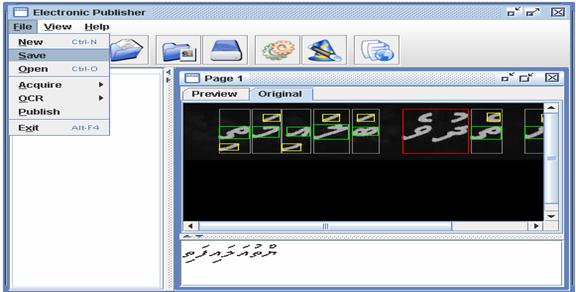 Electronic Publisher
File View Help
New Ctrl-N
Save
Open Ctrl-O
Acquire
OCR
Publish
Exit Alt-F4
Page 1
Preview Original